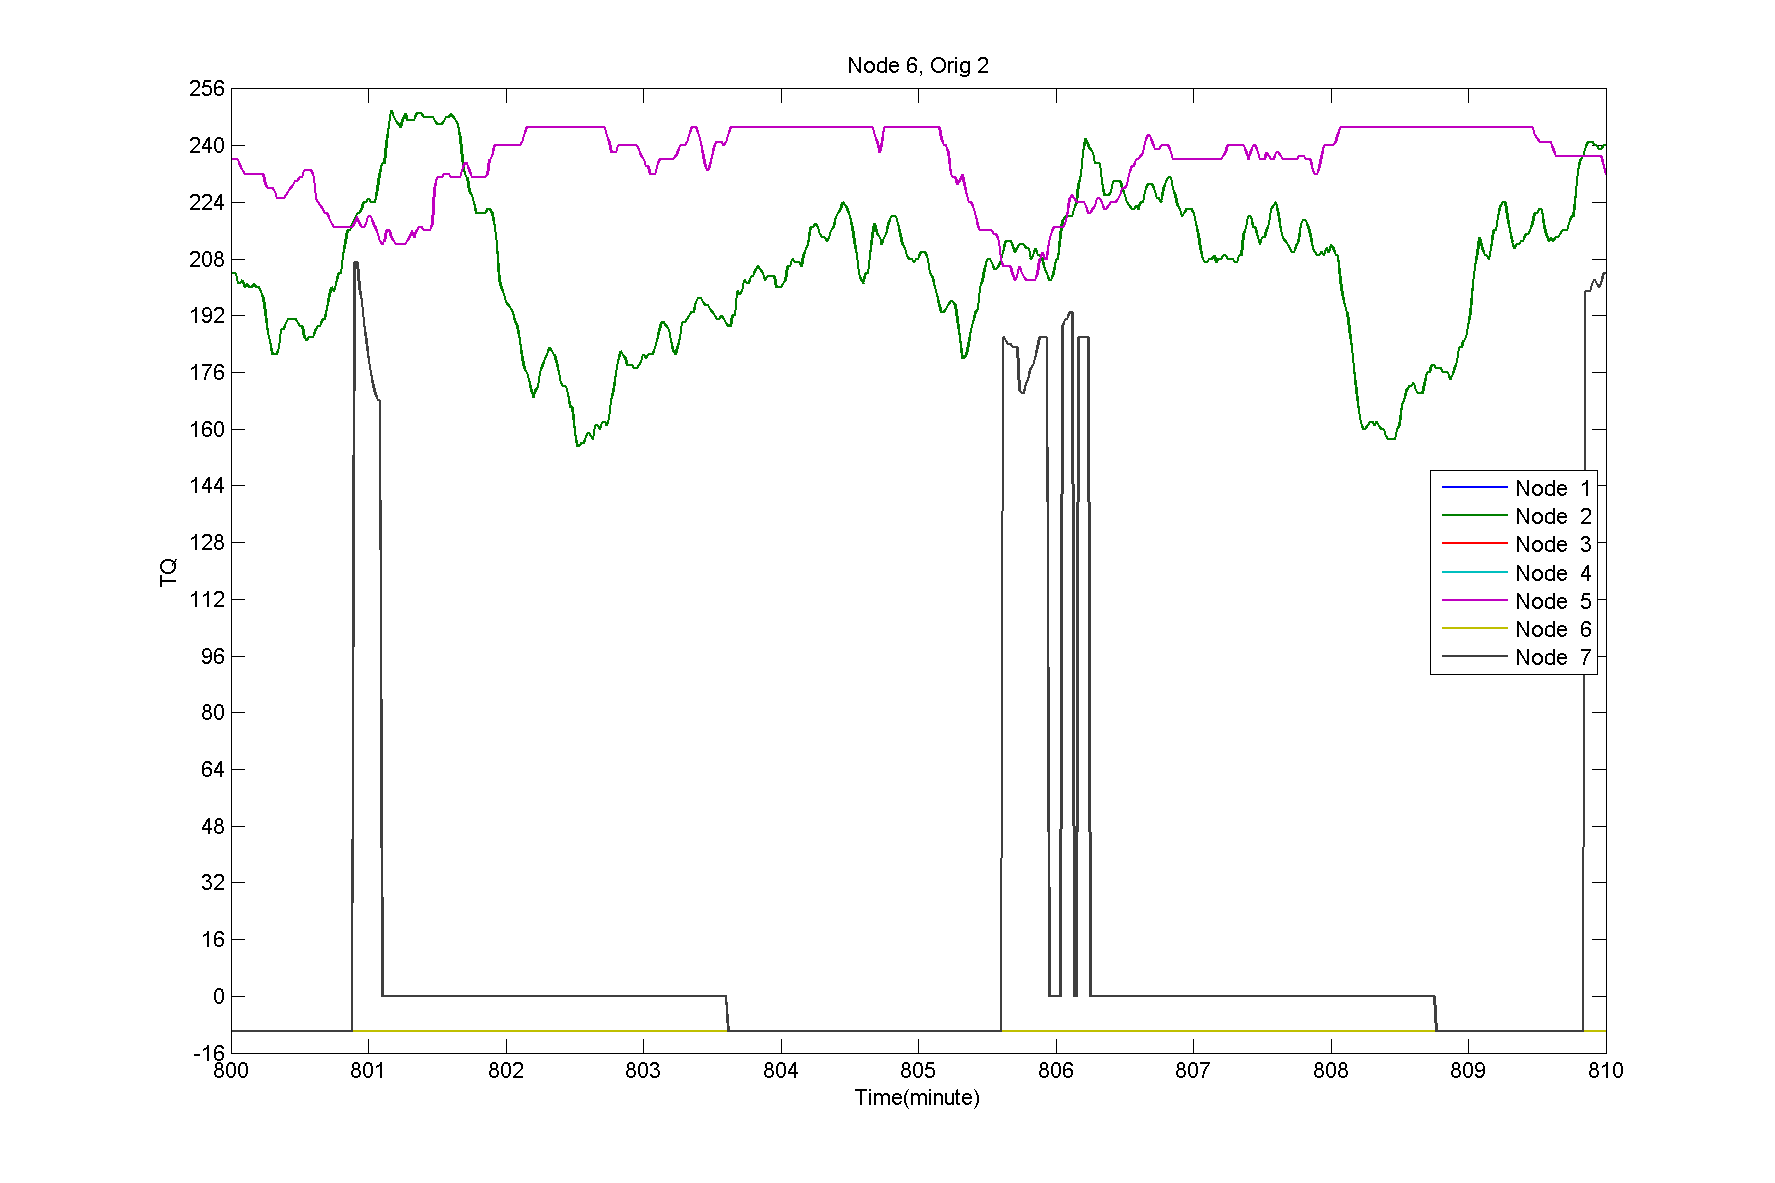 Node 6, Orig 2
256
240
224
208
192
176
160
144
128
112
96
80
64
48
32
16
0
-16
TQ
Node 1
Node 2
Node 3
Node 4
Node 5
Node 6
Node 7
800 801 802 803 804 805 806 807 808 809 810
Time(minute)